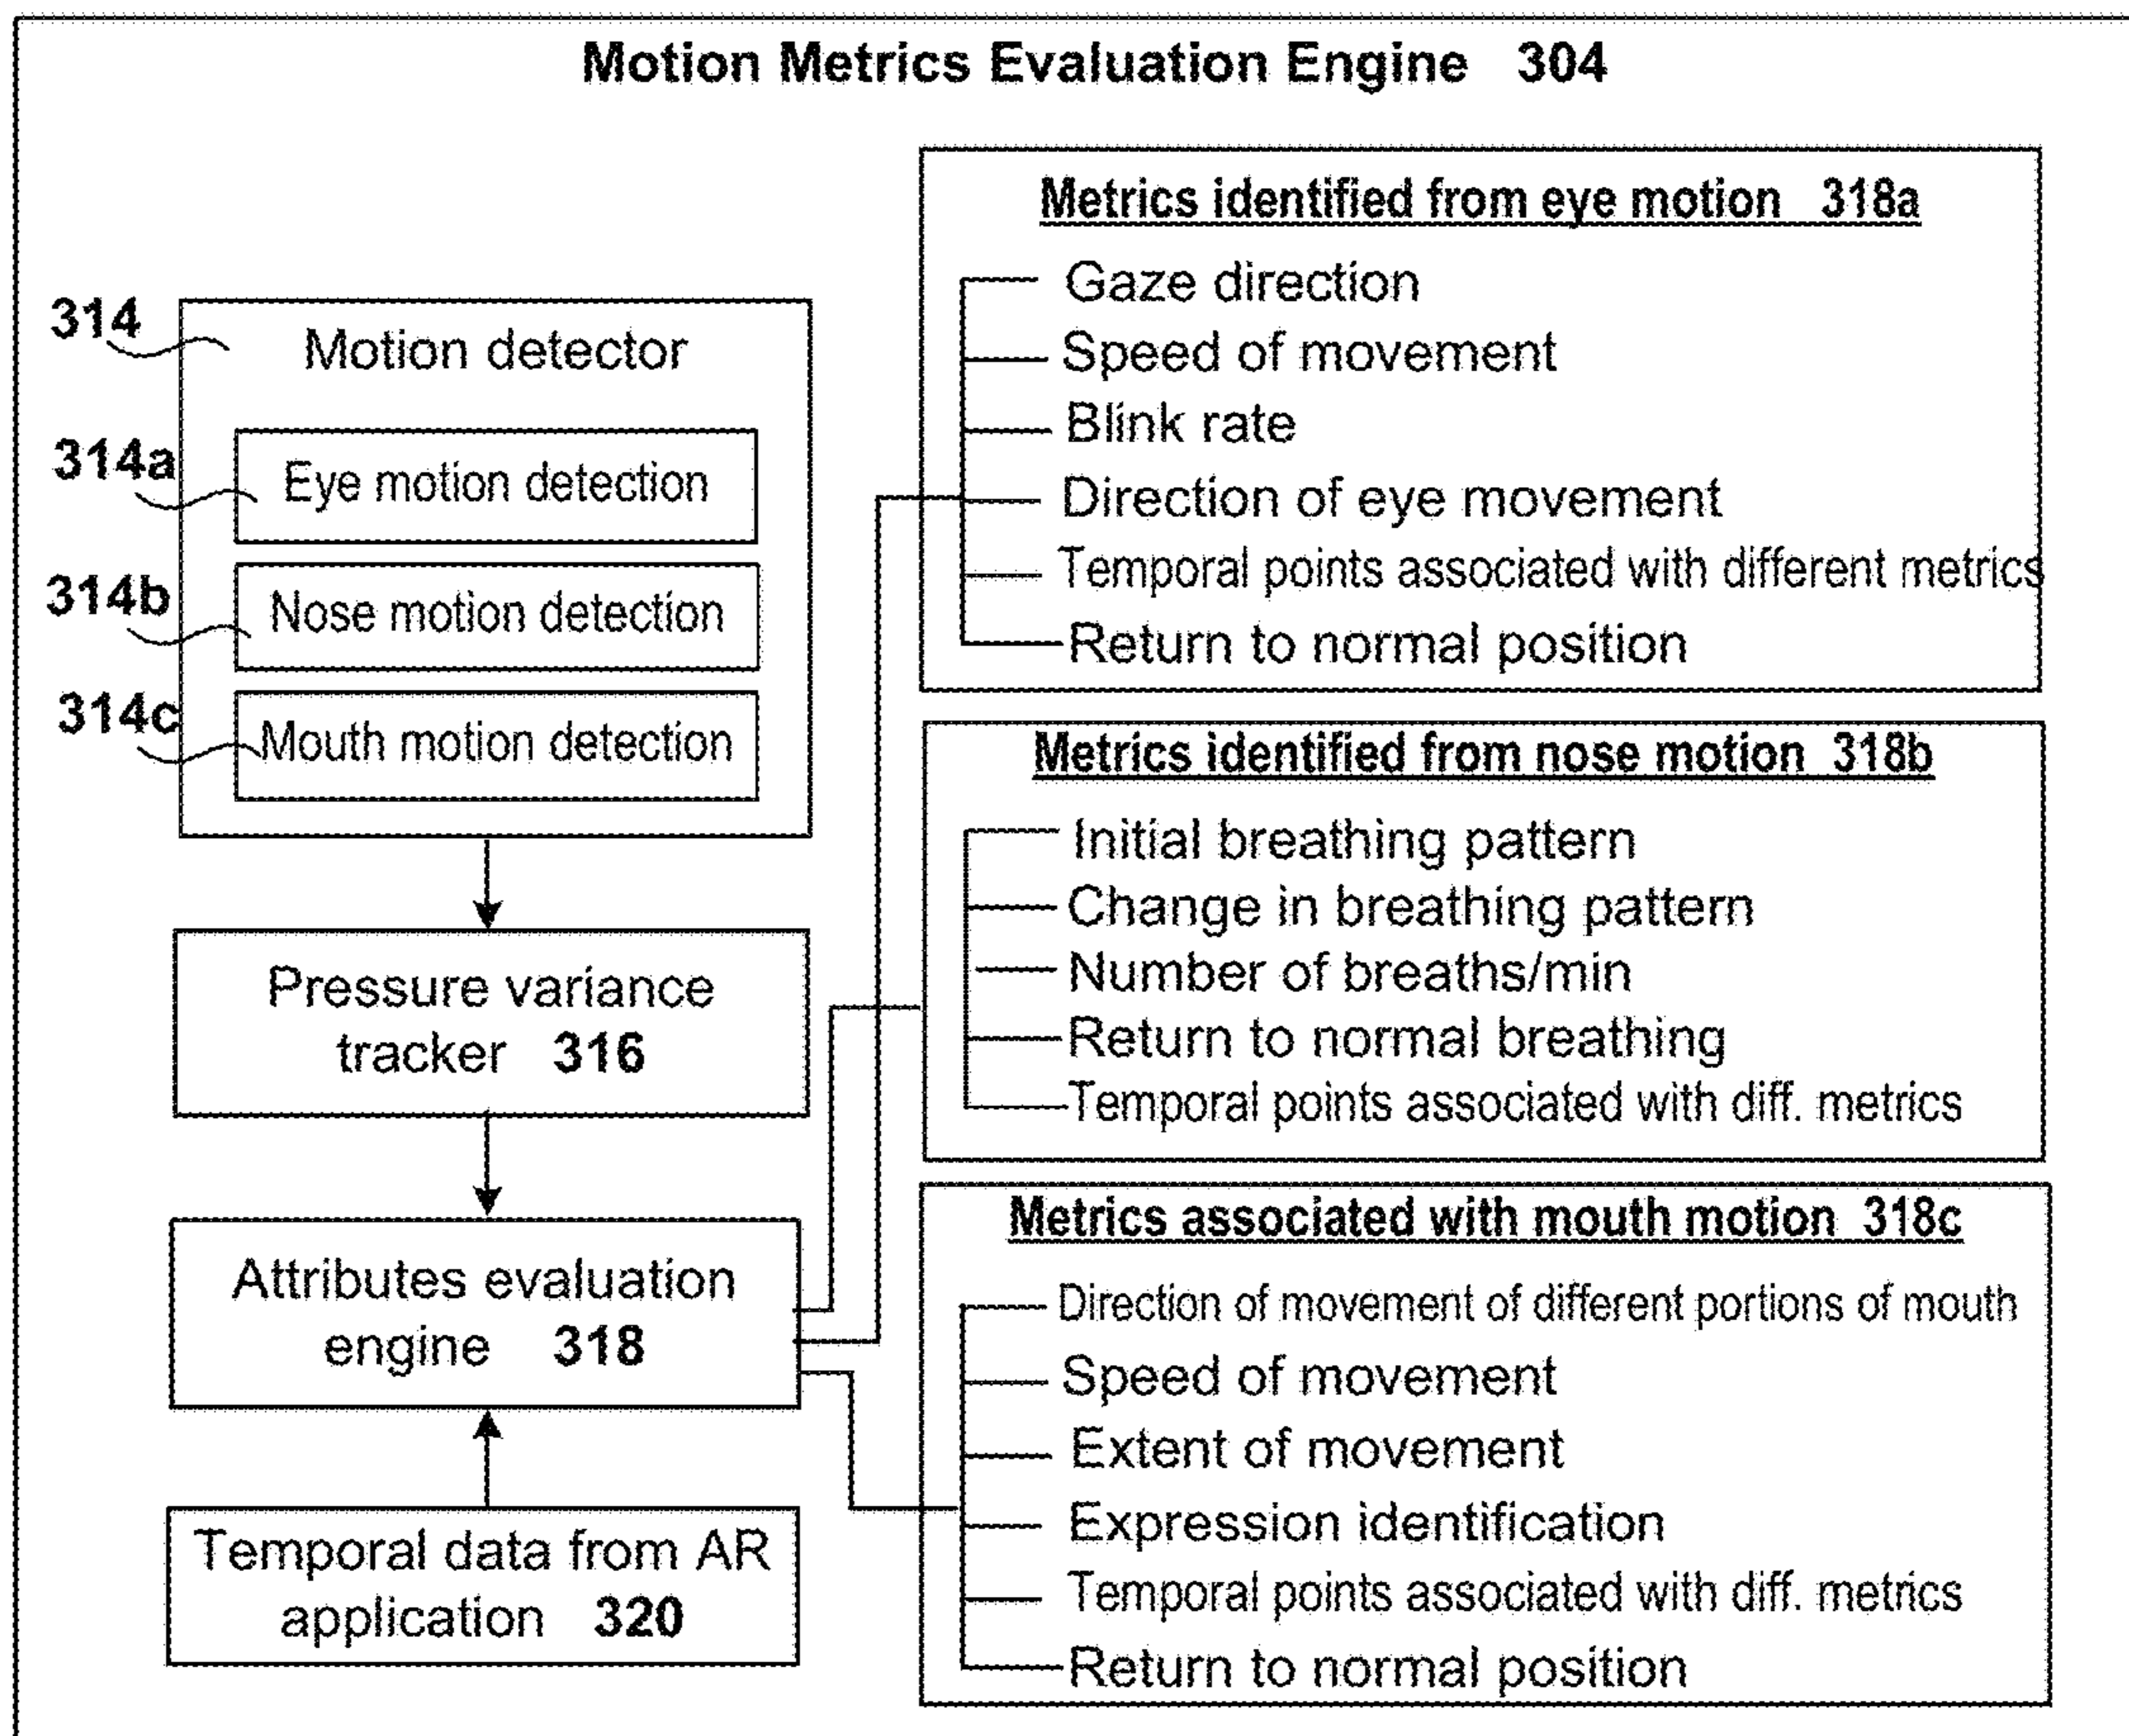 Motion Metrics Evaluation Engine 304
314
Motion detector
314a
Eye motion detection
314b
Nose motion detection
314c
Mouth motion detection
Pressure variance
tracker 316
Attributes evaluation
engine 318
Temporal data from AR
application 320
Metrics identified from eye motion 318a
Gaze direction
Speed of movement
Blink rate
Direction of eye movement
Temporal points associated with different metrics
Return to normal position
Metrics identified from nose motion 318b
Initial breathing pattern
Change in breathing pattern
Number of breaths/min
Return to normal breathing
Temporal points associated with diff. metrics
Metrics associated with mouth motion 318c
Direction of movement of different portions of mouth
Speed of movement
Extent of movement
Expression identification
Temporal points associated with diff. metrics
Return to normal position